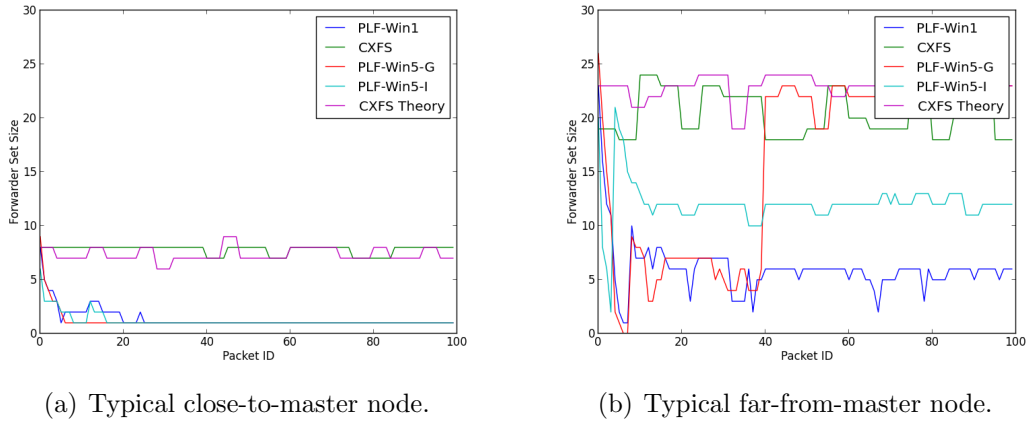 30
25
20
15
10
5
0
Forwarder Set Size
PLF-Win1
CXFS
PLF-Win5-G
PLF-Win5-I
CXFS Theory
0 20 40 60 80 100
Packet ID
(a) Typical close-to-master node.
30
25
20
15
10
5
0
Forwarder Set Size
PLF-Win1
CXFS
PLF-Win5-G
PLF-Win5-I
CXFS Theory
0 20 40 60 80 100
Packet ID
(b) Typical far-from-master node.